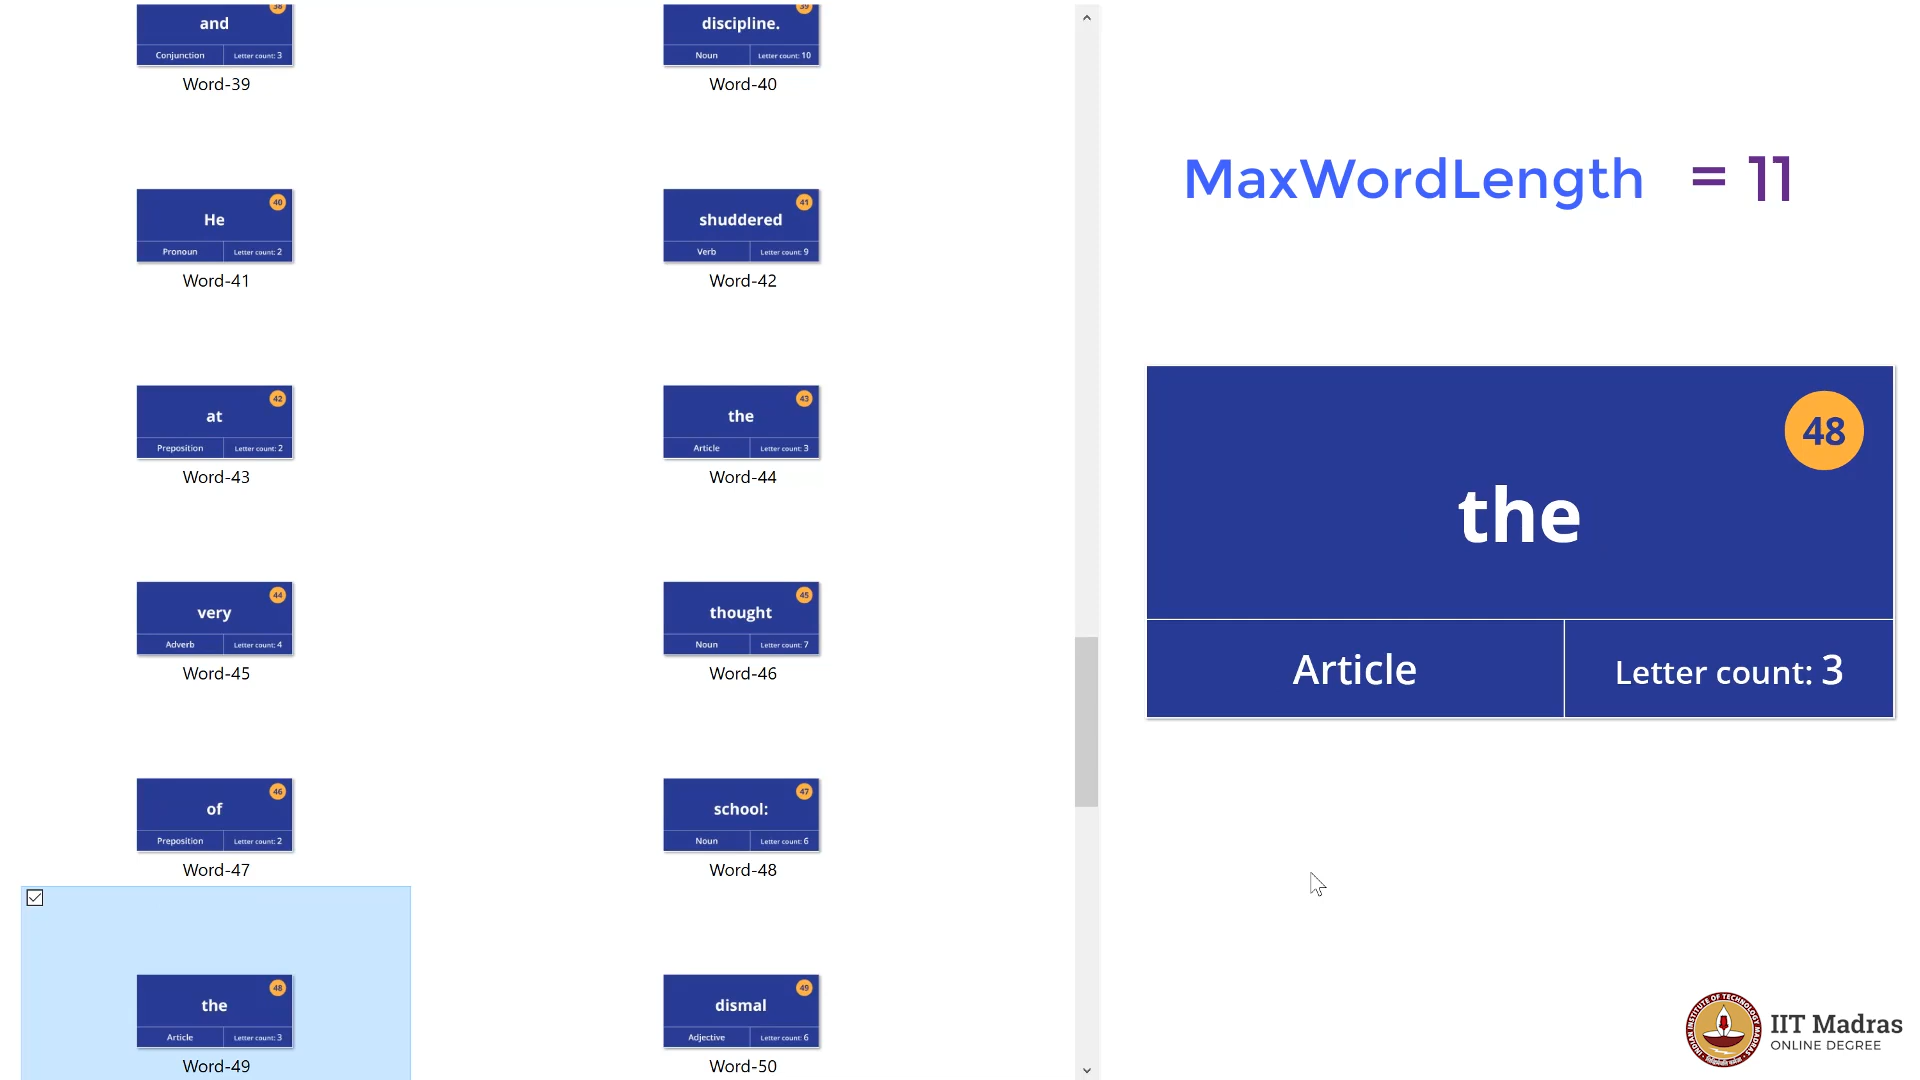 38
and
Conjunction
Letter count: 3
Word-39
39
discipline.
Noun
Letter count: 10
Word-40
40
He
Pronoun
Letter count: 2
Word-41
41
shuddered
Verb
Letter count: 9
Word-42
42
at
Preposition
Letter count: 2
Word-43
43
the
Article
Letter count: 3
Word-44
44
very
Adverb
Letter count: 4
Word-45
45
thought
Noun
Letter count: 7
Word-46
46
of
Preposition
Letter count: 2
Word-47
47
school:
Noun
Letter count: 6
Word-48
48
the
Article
Letter count: 3
Word-49
49
dismal
Adjective
Letter count: 6
Word-50
MaxWordLength = 11
48
the
Article
Letter count: 3
IIT Madras
ONLINE DEGREE